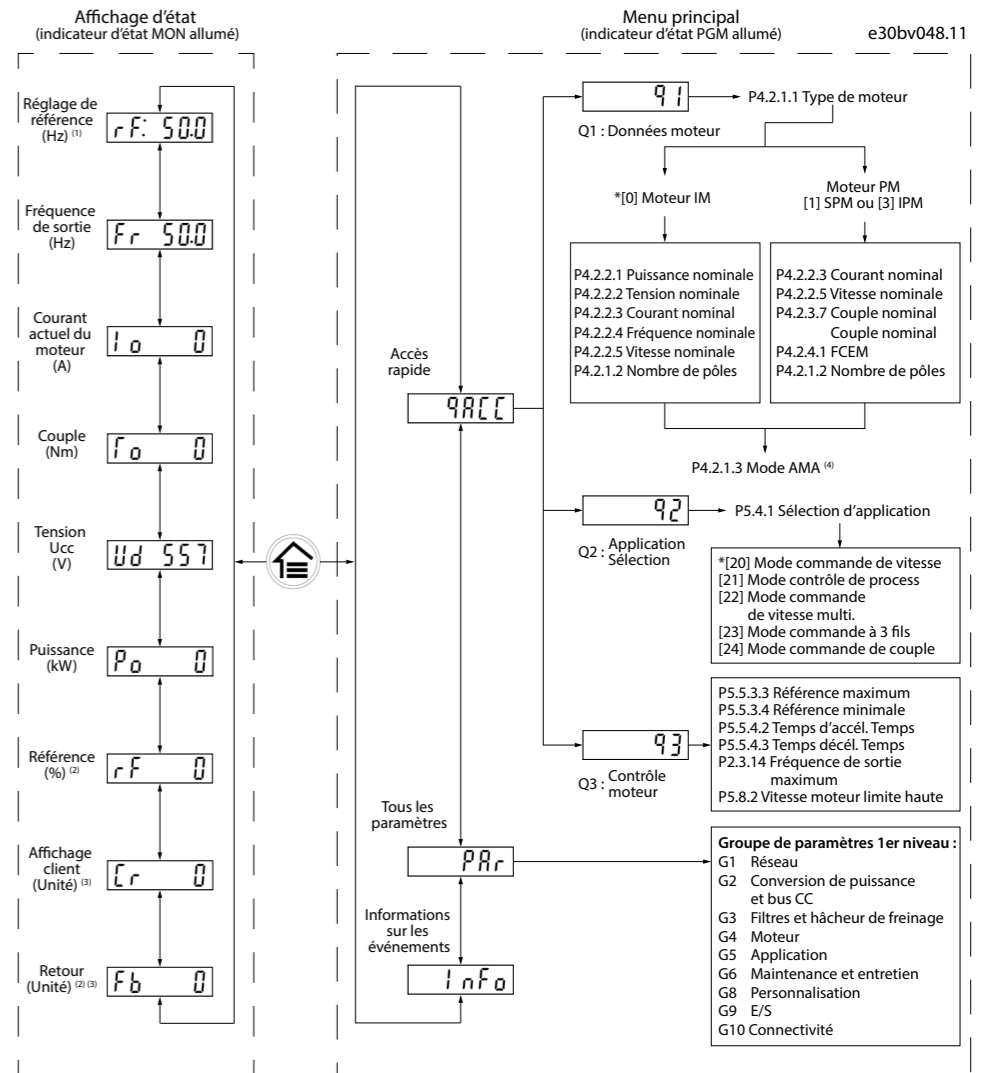 Affichage d'état
(indicateur d'état MON allumé)
Menu principal
(indicateur d'état PGM allumé)
e30bv048.11
Réglage de
référence
(Hz) (1)
rF: 50.0
Fréquence
de sortie
(Hz)
Fr 50.0
Courant
actuel du
moteur
(A)
Io 0
Couple
(Nm)
To 0
Tension
Ucc
(V)
Ud 557
Puissance
(kW)
Po 0
Référence
(%) (2)
rF 0
Affichage
client
(Unité) (3)
Cr 0
Retour
(Unité) (2) (3)
Fb 0
Accès
rapide
qACC
Tous les
paramètres
PAr
Informations
sur les
événements
InFo
q1
Q1 : Données moteur
P4.2.1.1 Type de moteur
*[0] Moteur IM
Moteur PM
[1] SPM ou [3] IPM
P4.2.2.1 Puissance nominale
P4.2.2.2 Tension nominale
P4.2.2.3 Courant nominal
P4.2.2.4 Fréquence nominale
P4.2.2.5 Vitesse nominale
P4.2.1.2 Nombre de pôles
P4.2.2.3 Courant nominal
P4.2.2.5 Vitesse nominale
P4.2.3.7 Couple nominal
Couple nominal
P4.2.4.1 FCEM
P4.2.1.2 Nombre de pôles
P4.2.1.3 Mode AMA (4)
q2
Q2 : Application
Sélection
P5.4.1 Sélection d'application
*[20] Mode commande de vitesse
[21] Mode contrôle de process
[22] Mode commande
de vitesse multi.
[23] Mode commande à 3 fils
[24] Mode commande de couple
q3
Q3 : Contrôle
moteur
P5.5.3.3 Référence maximum
P5.5.3.4 Référence minimale
P5.5.4.2 Temps d'accél. Temps
P5.5.4.3 Temps décél. Temps
P2.3.14 Fréquence de sortie
maximum
P5.8.2 Vitesse moteur limite haute
Groupe de paramètres 1er niveau :
G1 Réseau
G2 Conversion de puissance
et bus CC
G3 Filtres et hâcheur de freinage
G4 Moteur
G5 Application
G6 Maintenance et entretien
G8 Personnalisation
G9 E/S
G10 Connectivité